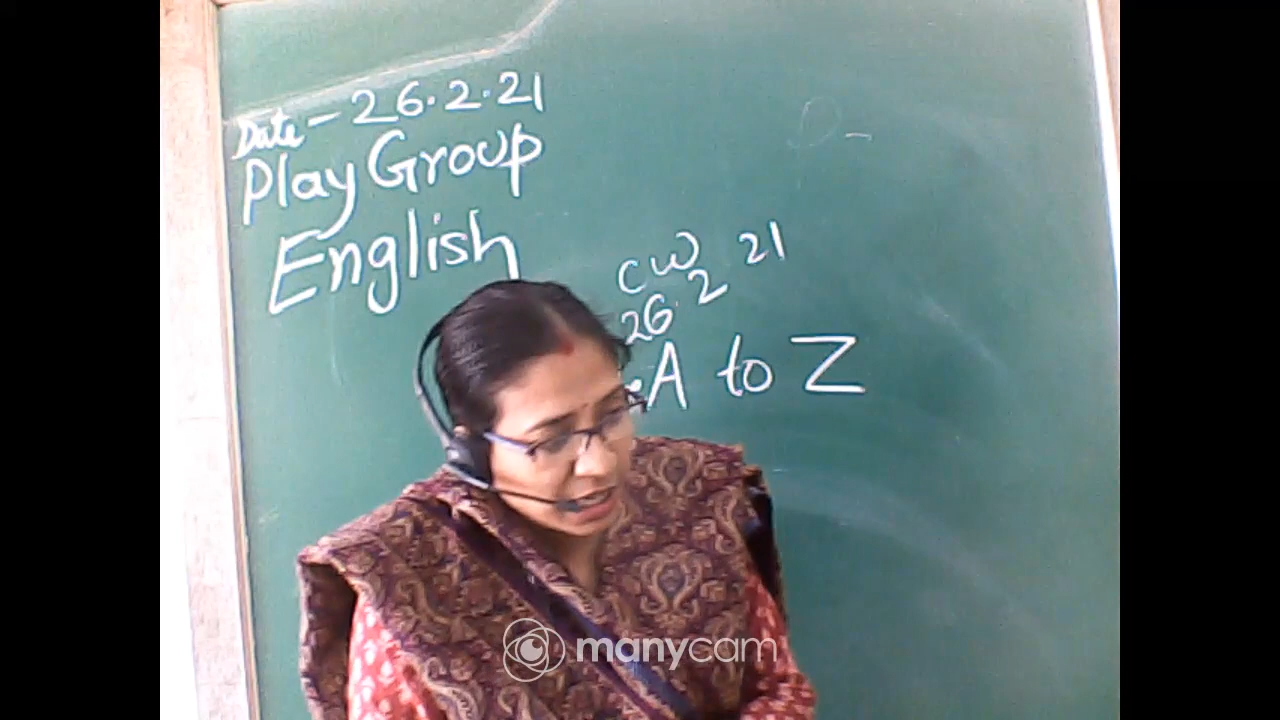 Date - 26.2.21
Play Group
English
CW
26.2 21
A to Z
manycam